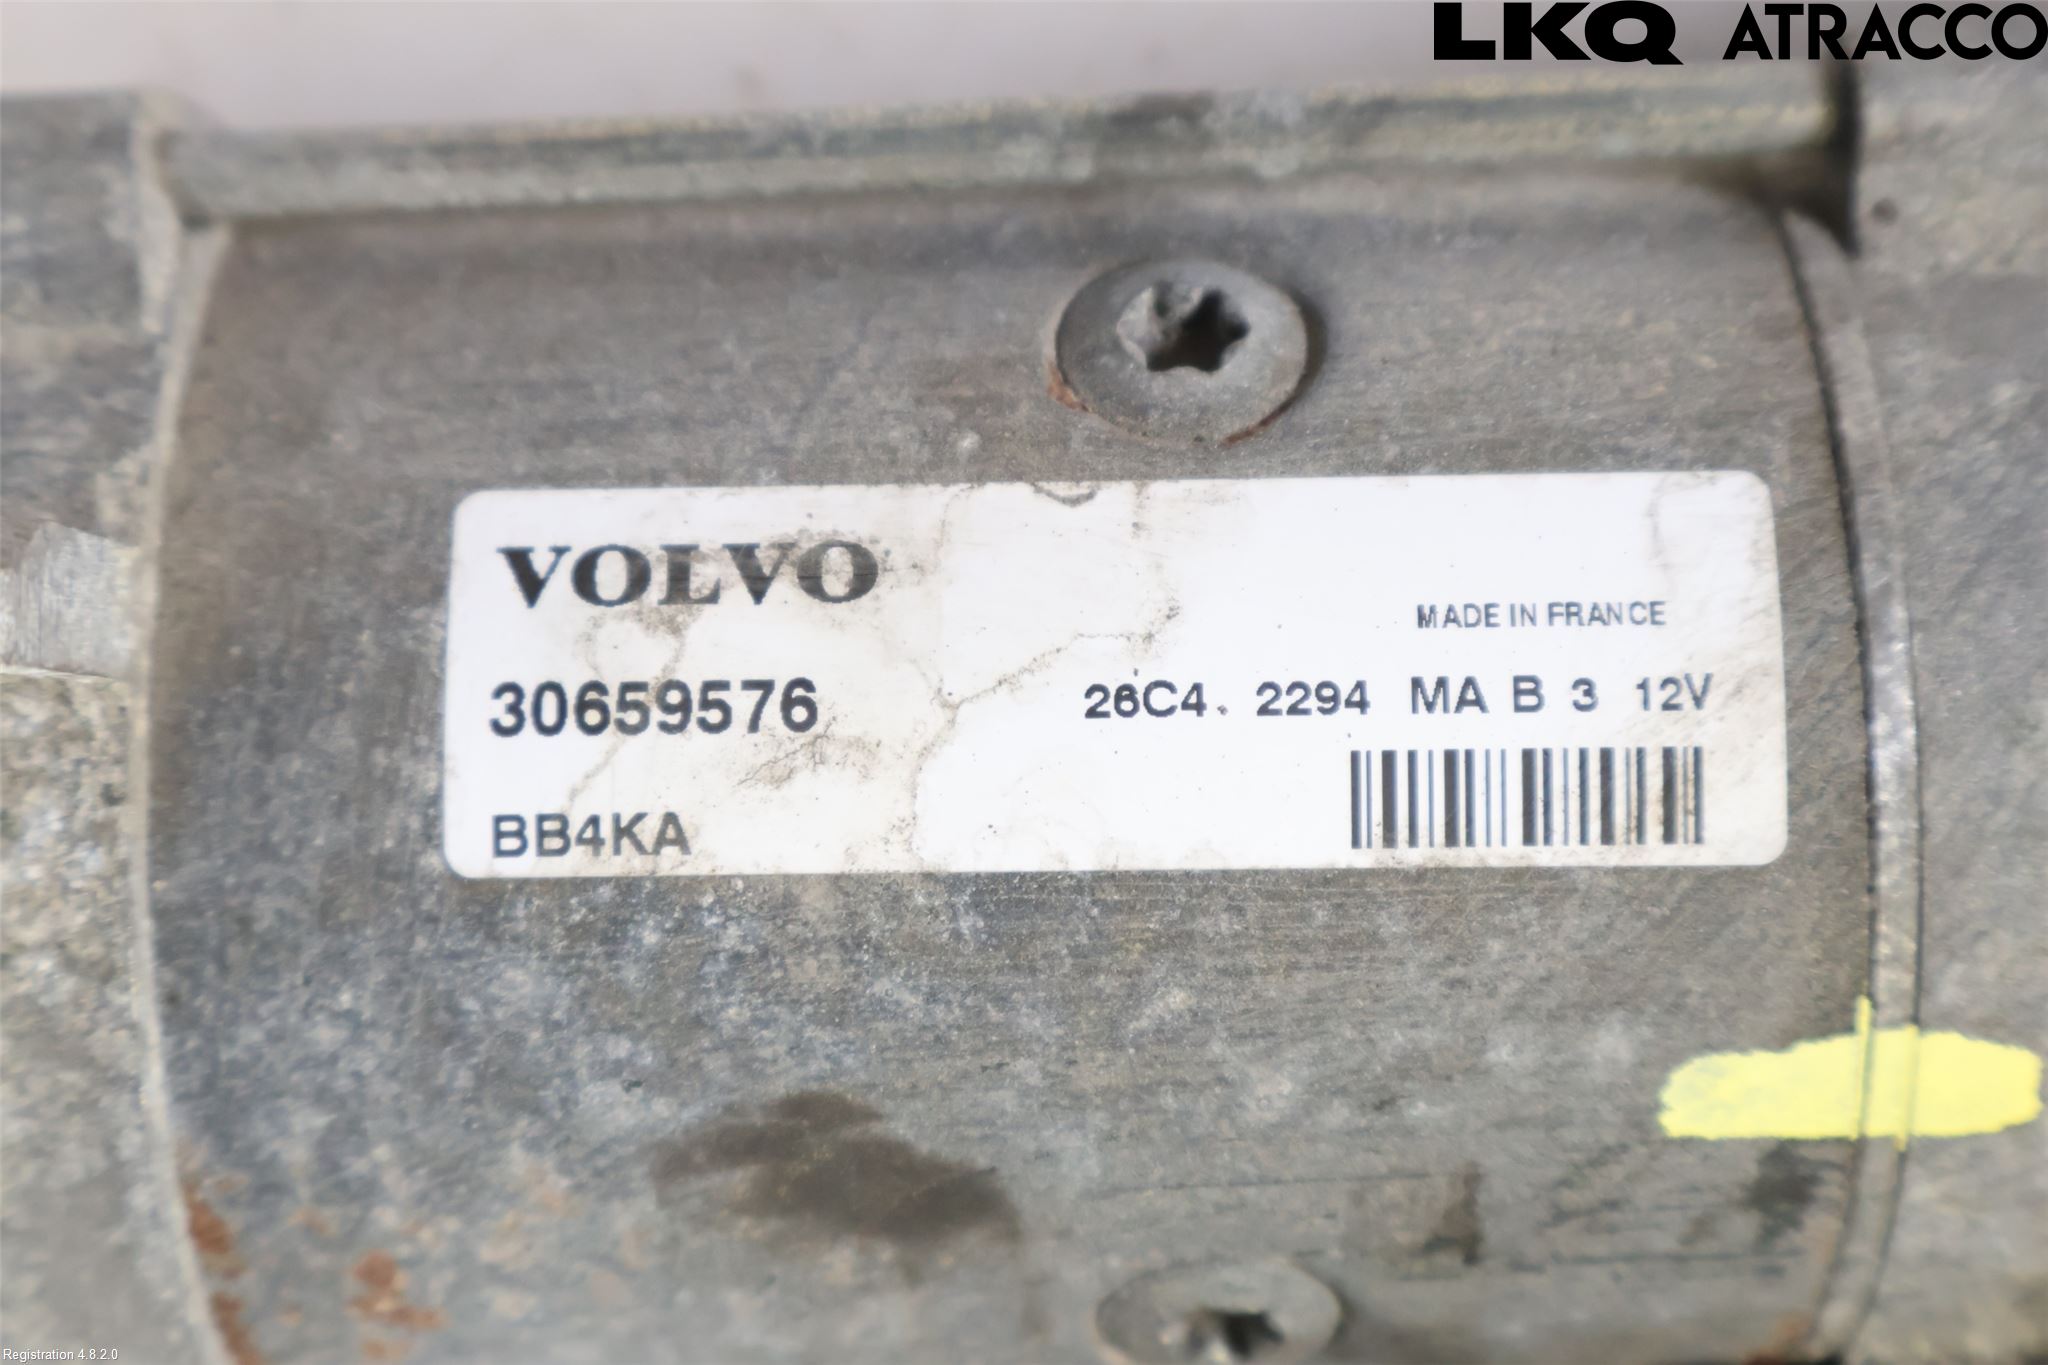 LKQ ATRACCO
VOLVO
MADE IN FRANCE
30659576
26C4. 2294 MA B 3 12V
BB4KA
Registration 4.8.2.0